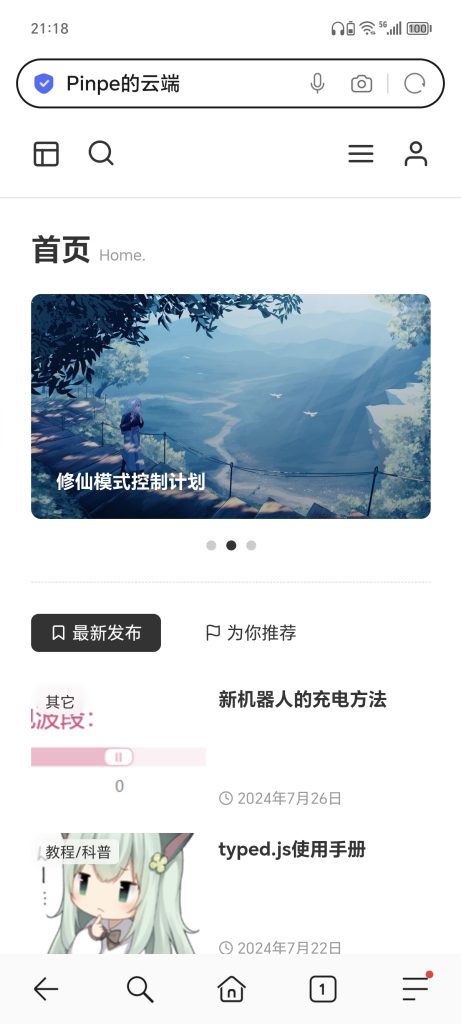 21:18
5G
100
Pinpe的云端
首页 Home.
修仙模式控制计划
最新发布
为你推荐
其它
波段:
0
新机器人的充电方法
2024年7月26日
教程/科普
typed.js使用手册
2024年7月22日
1